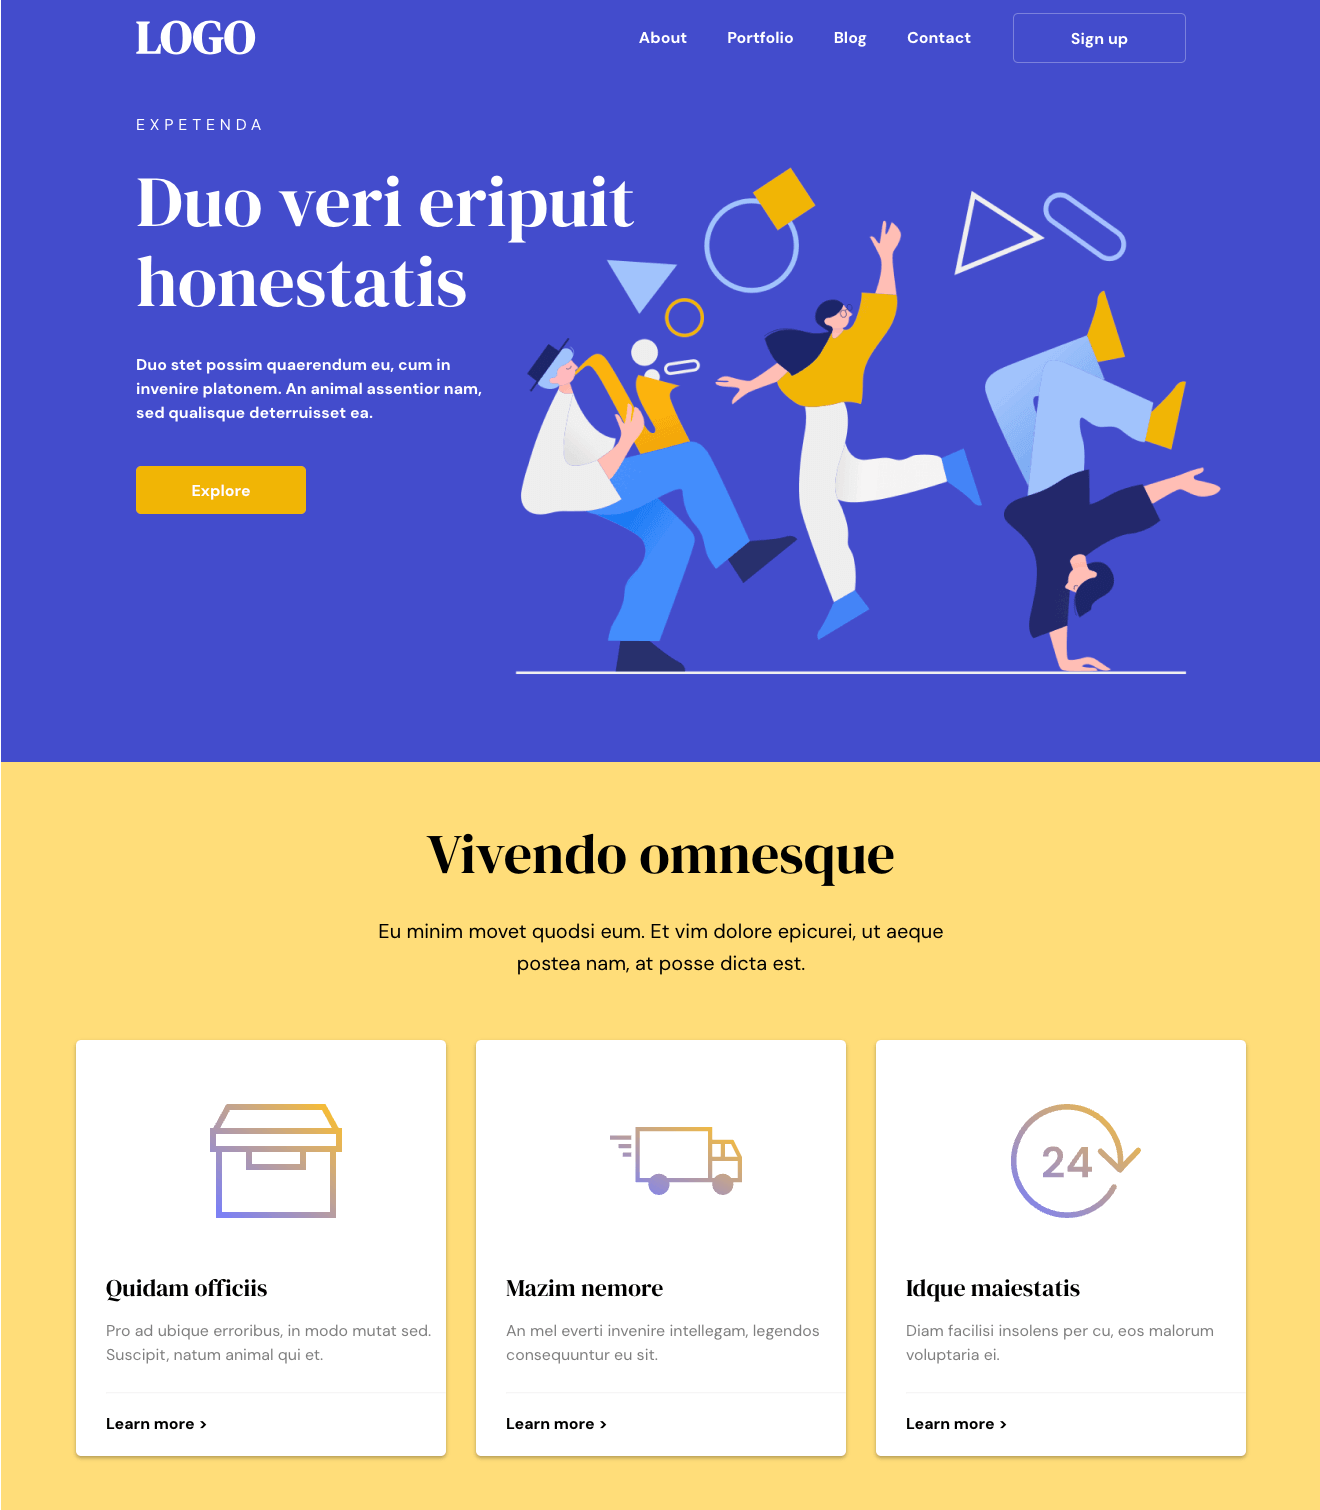 LOGO
About Portfolio Blog Contact Sign up
EXPETENDA
Duo veri eripuit
honestatis
Duo stet possim quaerendum eu, cum in
invenire platonem. An animal assentior nam,
sed qualisque deterruisset ea.
Explore
Vivendo omnesque
Eu minim movet quodsi eum. Et vim dolore epicurei, ut aeque
postea nam, at posse dicta est.
24
Quidam officiis
Pro ad ubique erroribus, in modo mutat sed.
Suscipit, natum animal qui et.
Learn more >
Mazim nemore
An mel everti invenire intellegam, legendos
consequuntur eu sit.
Learn more >
Idque maiestatis
Diam facilisi insolens per cu, eos malorum
voluptaria ei.
Learn more >